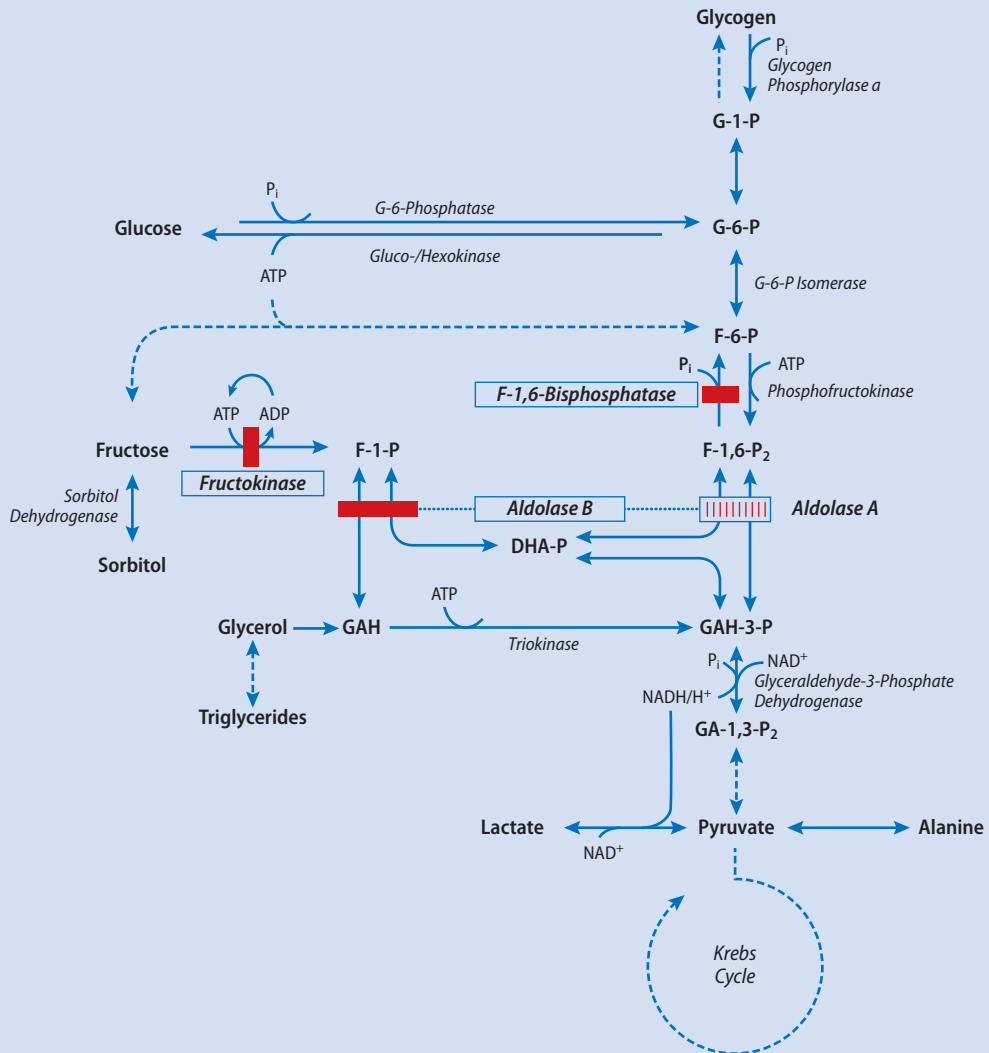 Glycogen
Pi
Glycogen
Phosphorylase a
G-1-P
Pi
G-6-Phosphatase
Glucose
G-6-P
Gluco-/Hexokinase
ATP
G-6-P Isomerase
F-6-P
Pi
ATP
F-1,6-Bisphosphatase
Phosphofructokinase
ATP
ADP
Fructose
F-1-P
F-1,6-P2
Fructokinase
Sorbitol
Dehydrogenase
Aldolase B
Aldolase A
DHA-P
Sorbitol
ATP
Glycerol
GAH
GAH-3-P
Triokinase
Pi
NAD+
Glyceraldehyde-3-Phosphate
Dehydrogenase
NADH/H+
Triglycerides
GA-1,3-P2
Lactate
Pyruvate
Alanine
NAD+
Krebs
Cycle